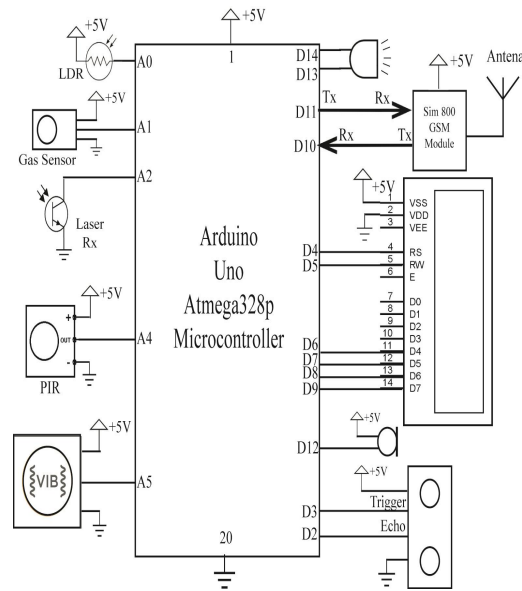 +5V
LDR
A0
+5V
Gas Sensor
A1
A2
Laser
Rx
+5V
+
OUT
-
PIR
A4
+5V
VIB
A5
+5V
1
Arduino
Uno
Atmega328p
Microcontroller
20
D14
D13
D11
Tx
Rx
D10
Rx
Tx
+5V
Sim 800
GSM
Module
Antena
+5V
1 VSS
2 VDD
3 VEE
D4 4 RS
D5 5 RW
6 E
7 D0
8 D1
9 D2
10 D3
D6 11 D4
D7 12 D5
D8 13 D6
D9 14 D7
+5V
D12
+5V
Trigger
D3
Echo
D2